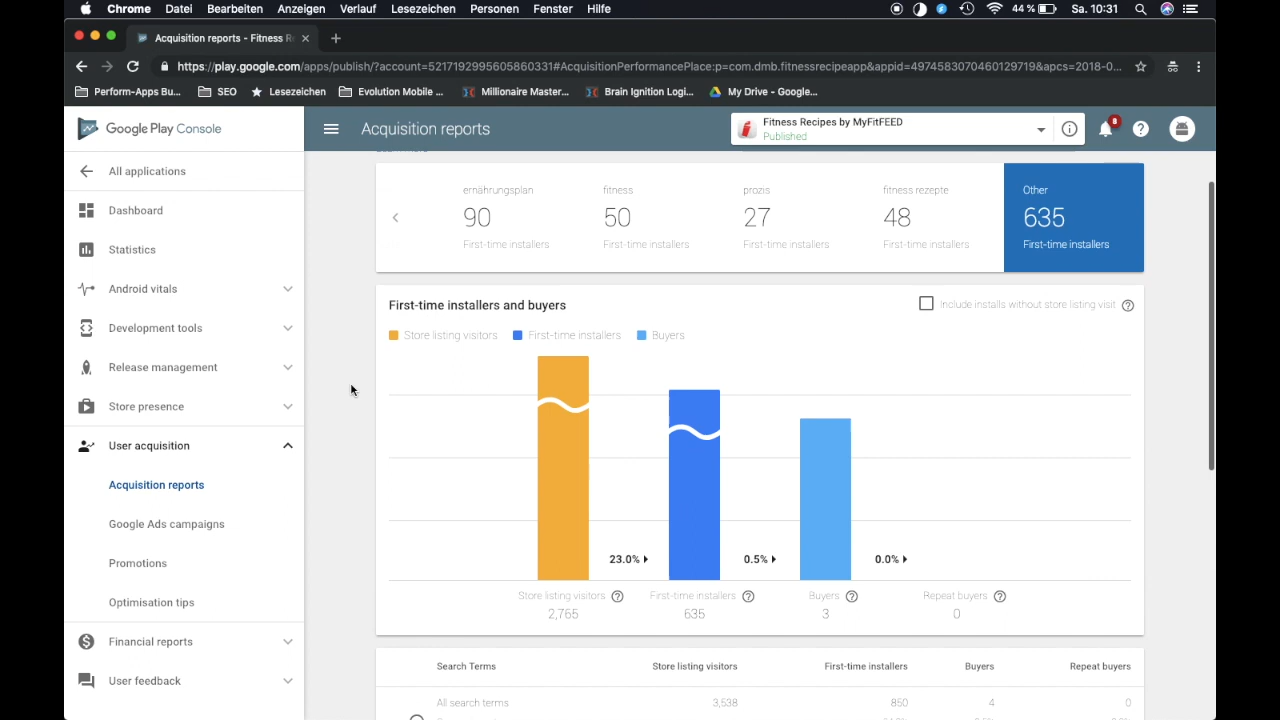 Chrome Datei Bearbeiten Anzeigen Verlauf Lesezeichen Personen Fenster Hilfe 44 % Sa. 10:31
Acquisition reports - Fitness R
https://play.google.com/apps/publish/?account=5217192995605860331#AcquisitionPerformancePlace:p=com.dmb.fitnessrecipeapp&appid=4974583070460129719&apcs=2018-0...
Perform-Apps Bu... SEO Lesezeichen Evolution Mobile ... Millionaire Master... Brain Ignition Logi... My Drive - Google...
Google Play Console
Acquisition reports
Fitness Recipes by MyFitFEED
Published
8
All applications
Dashboard
Statistics
Android vitals
Development tools
Release management
Store presence
User acquisition
Acquisition reports
Google Ads campaigns
Promotions
Optimisation tips
Financial reports
User feedback
ernährungsplan fitness prozis fitness rezepte Other
90 50 27 48 635
First-time installers First-time installers First-time installers First-time installers First-time installers
First-time installers and buyers
Include installs without store listing visit
Store listing visitors First-time installers Buyers
23.0% 0.5% 0.0%
Store listing visitors First-time installers Buyers Repeat buyers
2,765 635 3 0
Search Terms Store listing visitors First-time installers Buyers Repeat buyers
All search terms 3,538 850 4 0